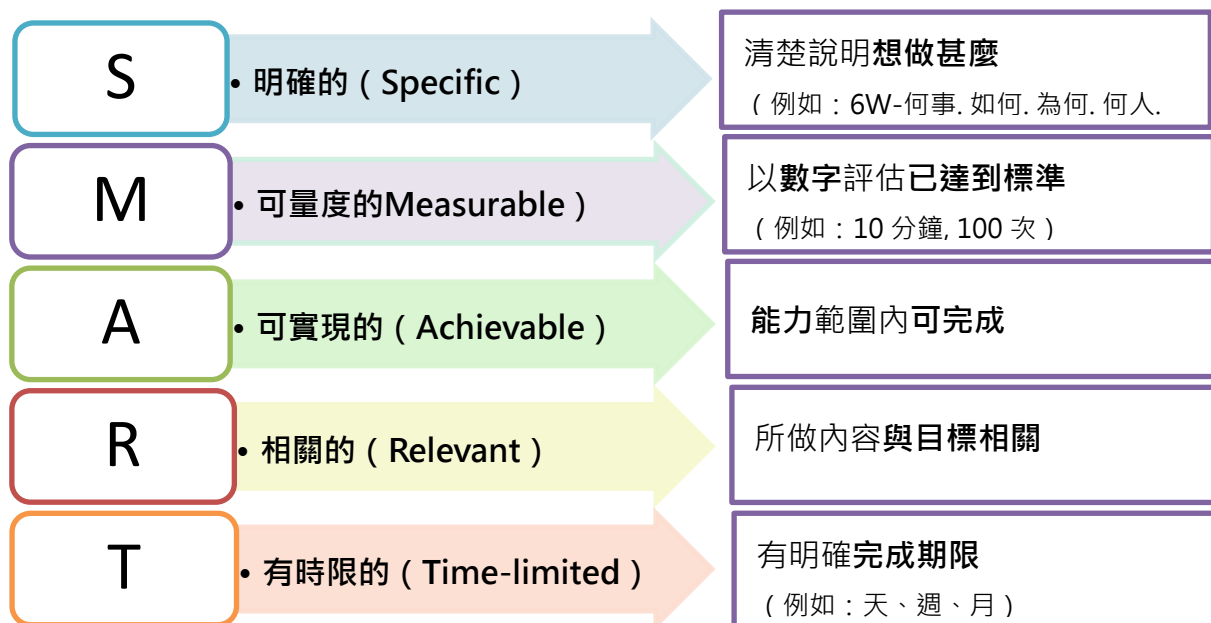 S
• 明確的（Specific）
清楚說明想做甚麼
（例如：6W-何事. 如何. 為何. 何人.
M
• 可量度的Measurable）
以數字評估已達到標準
（例如：10 分鐘, 100 次）
A
• 可實現的（Achievable）
能力範圍內可完成
R
• 相關的（Relevant）
所做內容與目標相關
T
• 有時限的（Time-limited）
有明確完成期限
（例如：天、週、月）